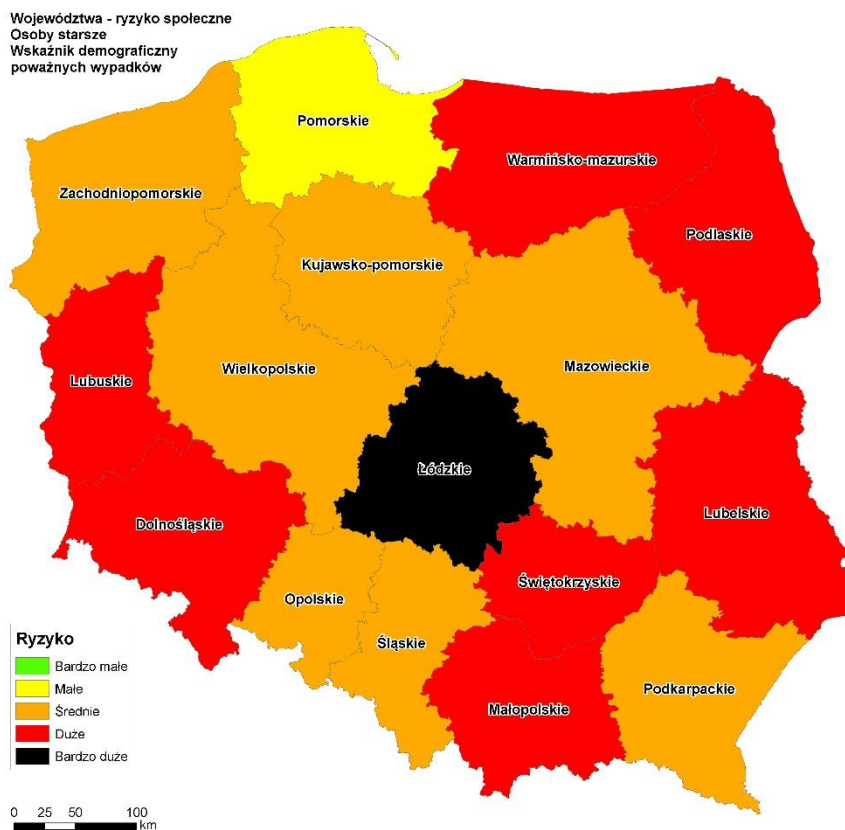 Województwa - ryzyko społeczne
Osoby starsze
Wskaźnik demograficzny
poważnych wypadków
Pomorskie
Warmińsko-mazurskie
Zachodniopomorskie
Podlaskie
Kujawsko-pomorskie
Mazowieckie
Wielkopolskie
Lubuskie
Łódzkie
Lubelskie
Dolnośląskie
Świętokrzyskie
Opolskie
Śląskie
Podkarpackie
Małopolskie
Ryzyko
Bardzo małe
Małe
Średnie
Duże
Bardzo duże
0 25 50 100
km